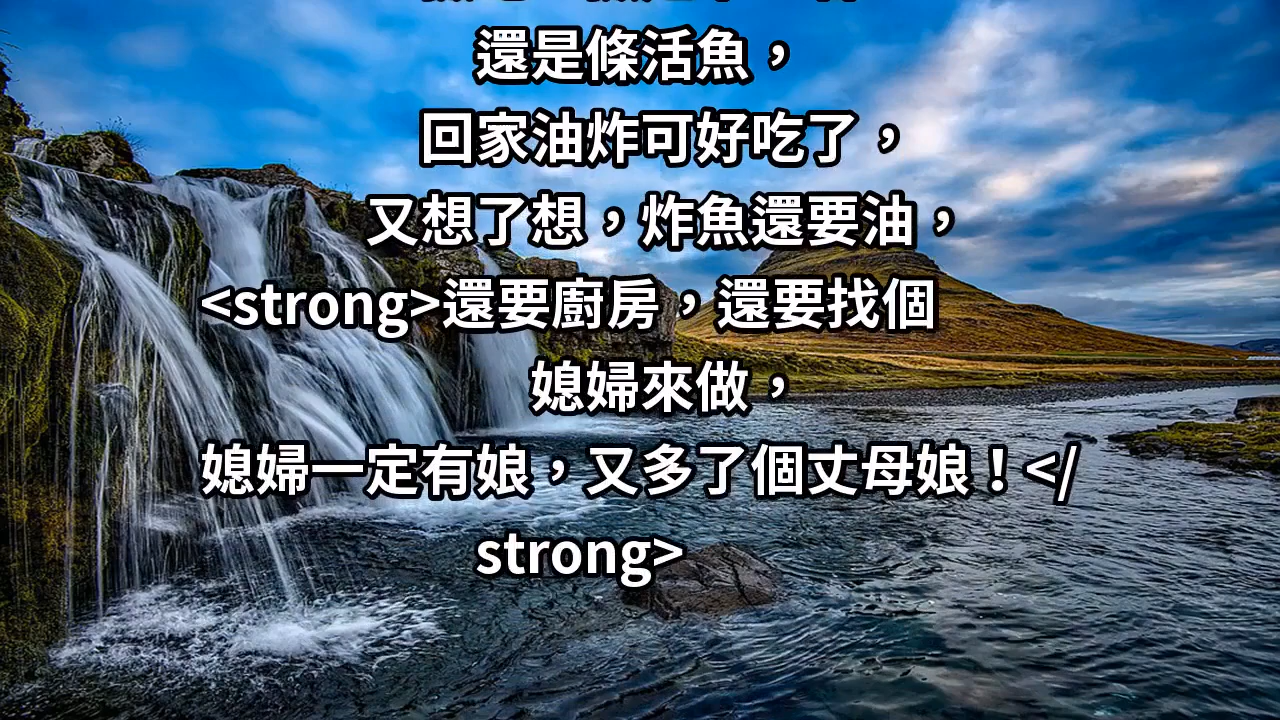 還是條活魚，
回家油炸可好吃了，
又想了想，炸魚還要油，
<strong>還要廚房，還要找個
媳婦來做，
媳婦一定有娘，又多了個丈母娘！</
strong>